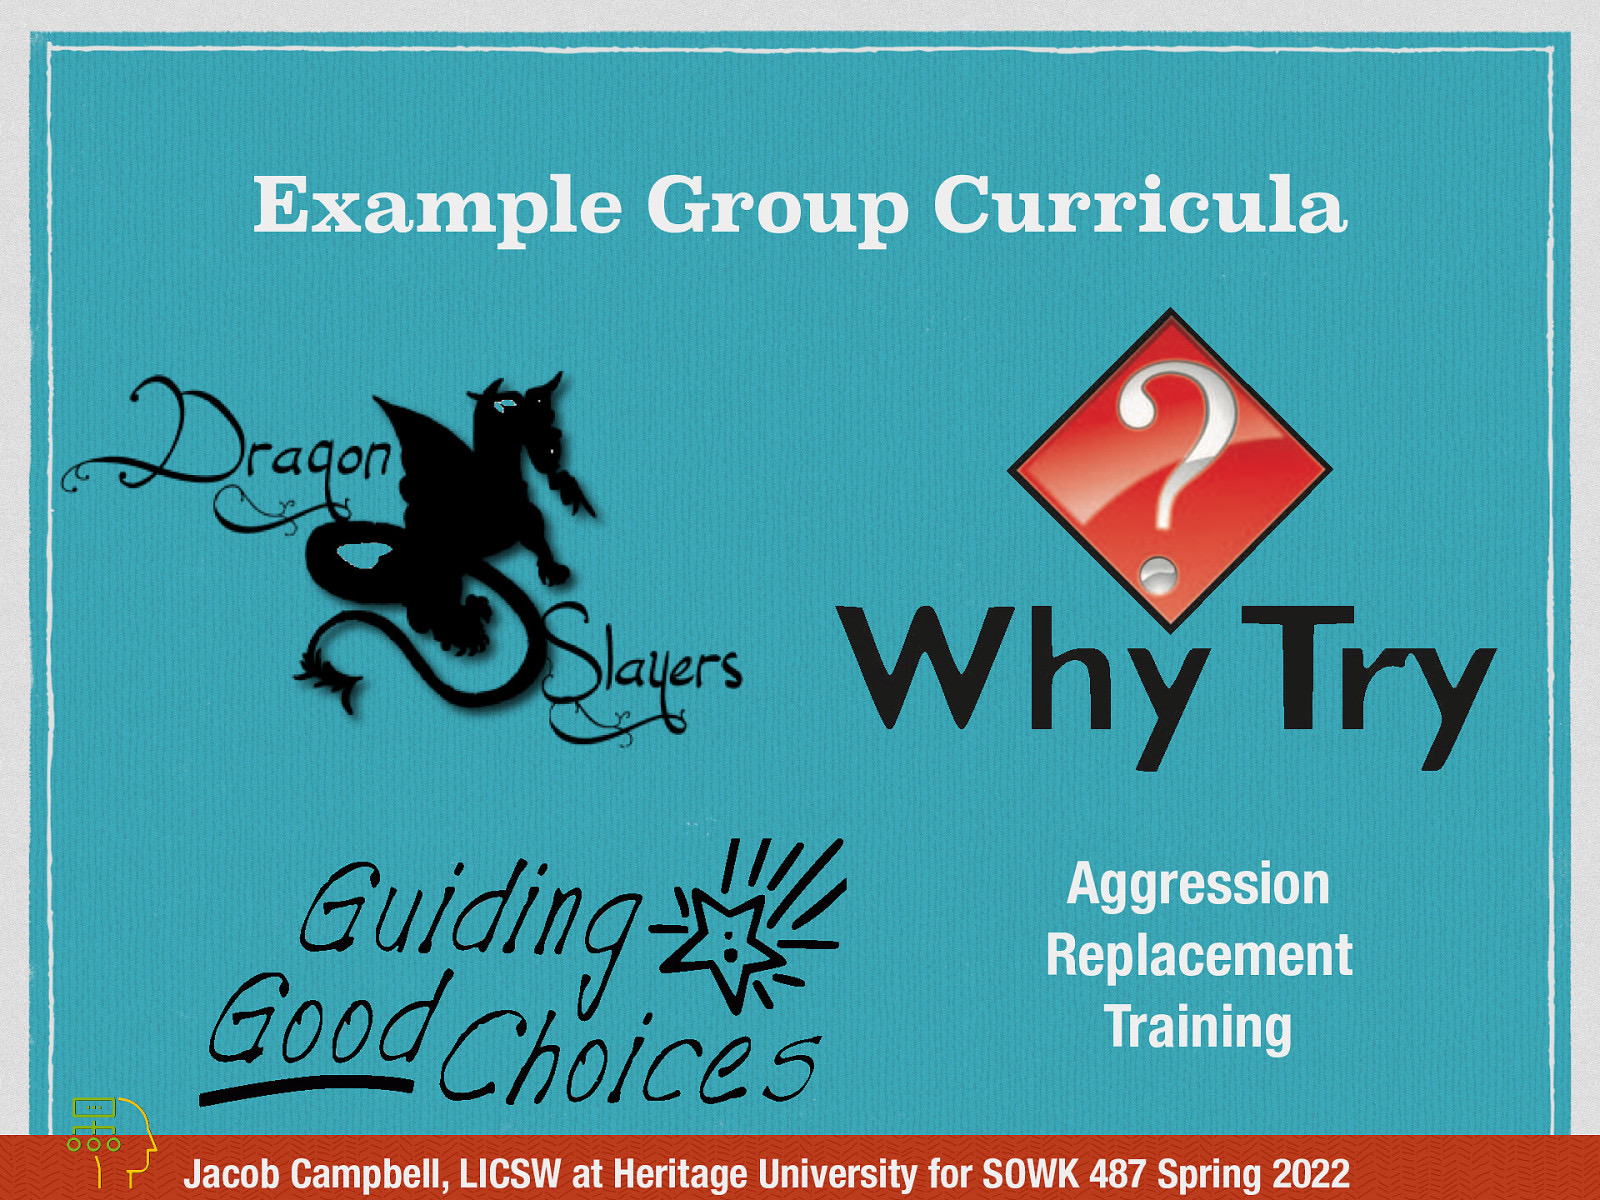 Example Group Curricula
Dragon
Slayers
?
Why Try
Guiding
Good Choices
Aggression
Replacement
Training
Jacob Campbell, LICSW at Heritage University for SOWK 487 Spring 2022